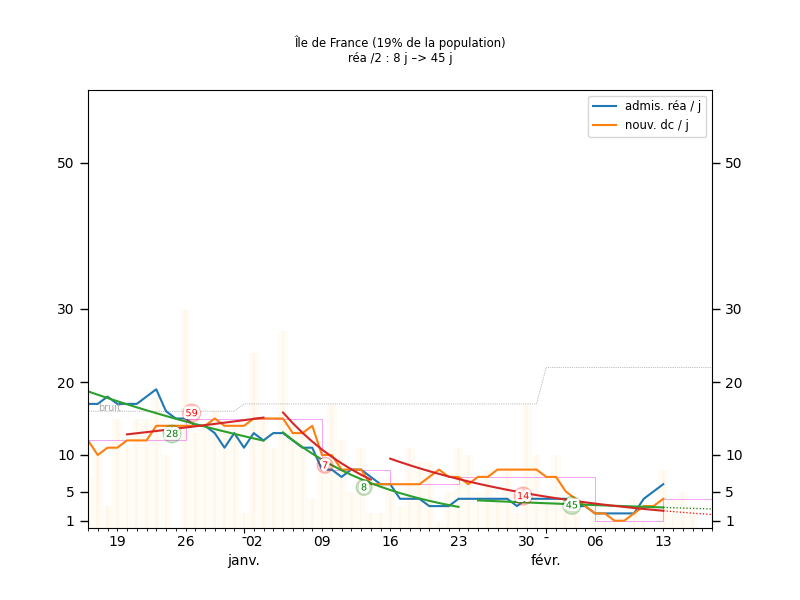 Île de France (19% de la population)
réa /2 : 8 j –> 45 j
admis. réa / j
nouv. dc / j
50 50
30 30
20 20
bruit
59
28
10 10
7
8
5 5
14
45
1 1
19 26 02 09 16 23 30 06 13
janv. févr.